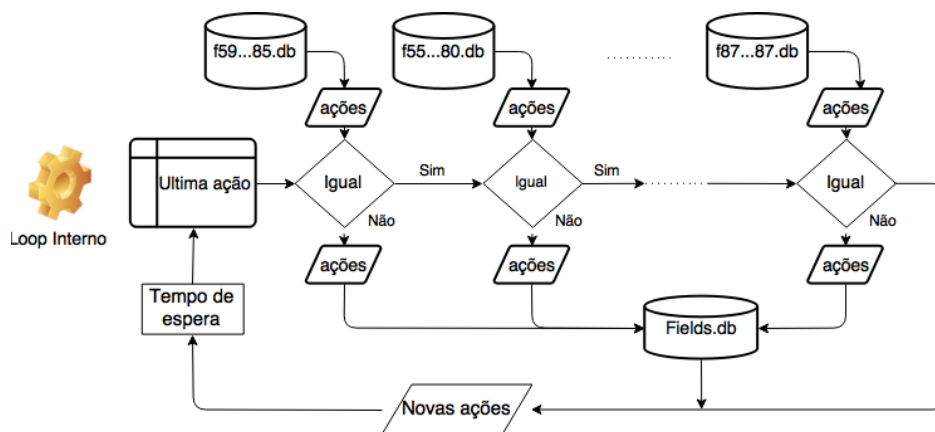 f59...85.db
f55...80.db
f87...87.db
ações
ações
ações
Ultima ação
Igual
Sim
Igual
Sim
Igual
Não
Não
Não
Loop Interno
ações
ações
ações
Tempo de
espera
Fields.db
Novas ações